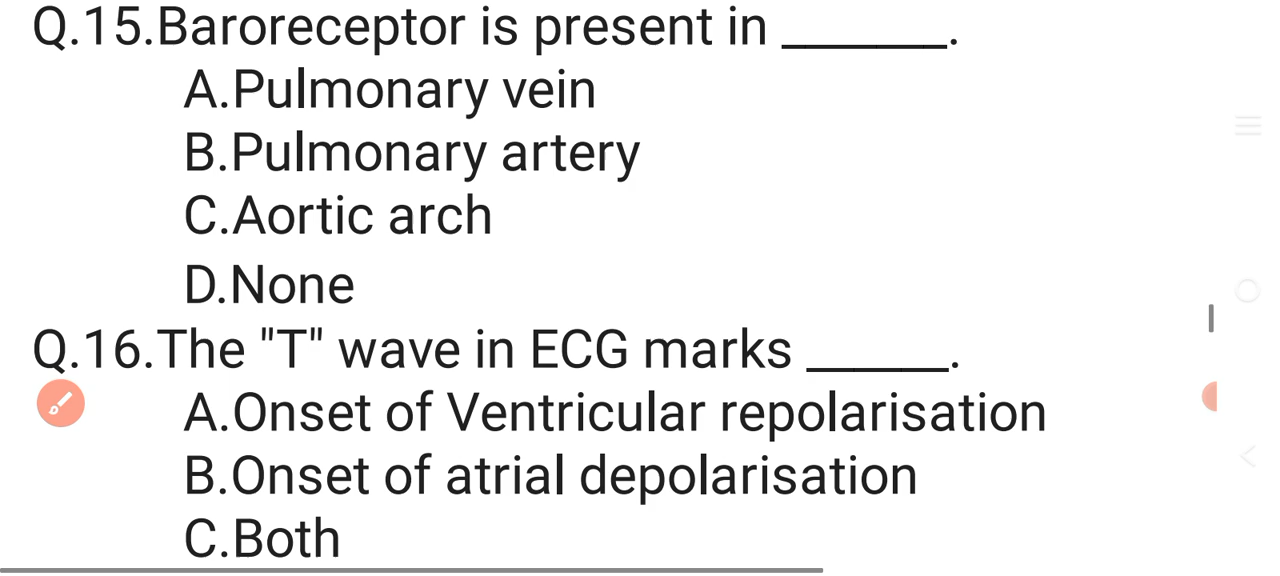 Q.15.Baroreceptor is present in ______.
A.Pulmonary vein
B.Pulmonary artery
C.Aortic arch
D.None
Q.16.The "T" wave in ECG marks ______.
A.Onset of Ventricular repolarisation
B.Onset of atrial depolarisation
C.Both